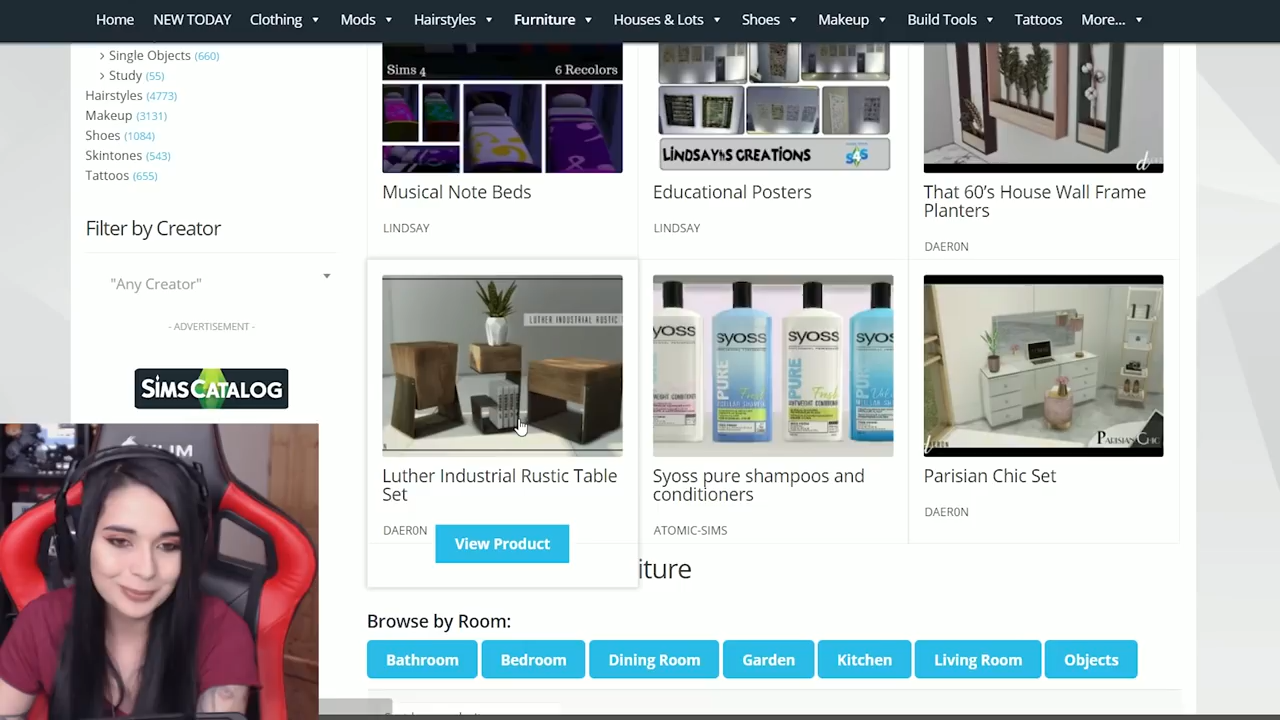 Home NEW TODAY Clothing Mods Hairstyles Furniture Houses & Lots Shoes Makeup Build Tools Tattoos More...
Single Objects (660)
Study (55)
Hairstyles (4773)
Makeup (3131)
Shoes (1084)
Skintones (543)
Tattoos (655)
Filter by Creator
"Any Creator"
- ADVERTISEMENT -
SIMSCATALOG
Sims 4 6 Recolors
Musical Note Beds
LINDSAY
LINDSAY'S CREATIONS
Educational Posters
LINDSAY
That 60's House Wall Frame
Planters
DAER0N
LUTHER INDUSTRIAL RUSTIC
Luther Industrial Rustic Table
Set
DAER0N
View Product
syoss syoss
PURE PURE
Syoss pure shampoos and
conditioners
ATOMIC-SIMS
PARISIAN CHIC
Parisian Chic Set
DAER0N
iture
Browse by Room:
Bathroom Bedroom Dining Room Garden Kitchen Living Room Objects